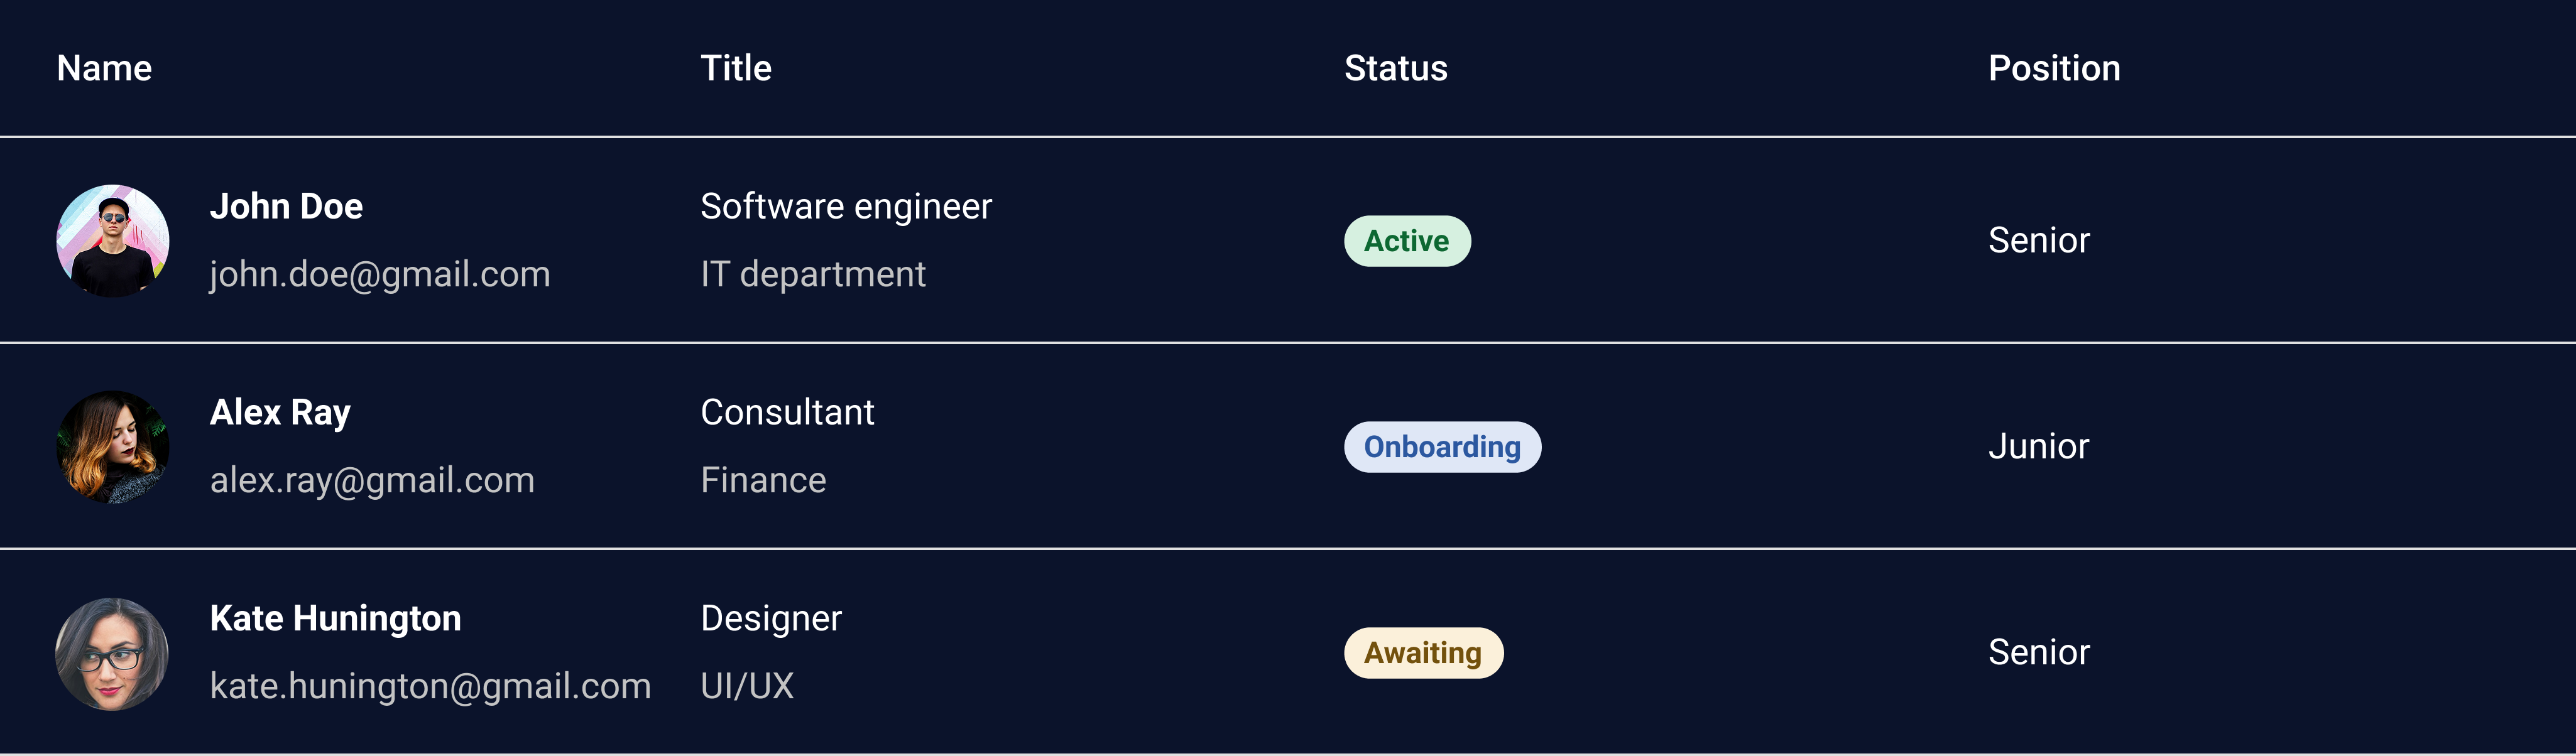 Name Title Status Position
John Doe Software engineer
Active Senior
john.doe@gmail.com IT department
Alex Ray Consultant
Onboarding Junior
alex.ray@gmail.com Finance
Kate Hunington Designer
Awaiting Senior
kate.hunington@gmail.com UI/UX